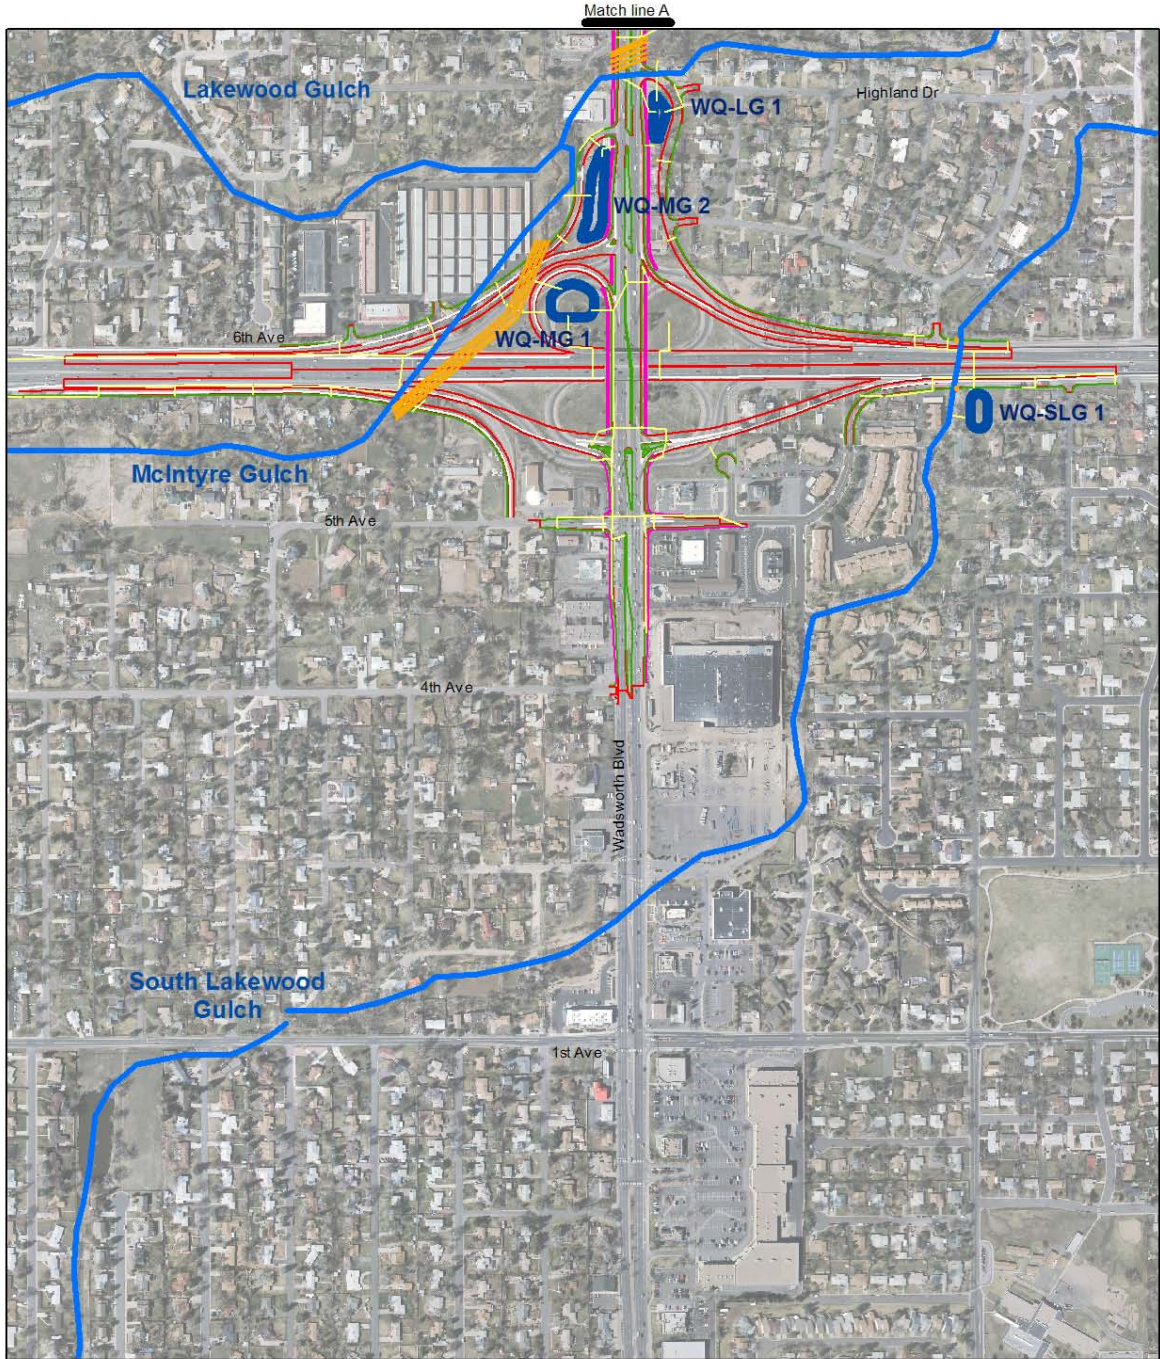 Match line A
Lakewood Gulch
Highland Dr
WQ-LG 1
WQ-MG 2
6th Ave
WQ-MG 1
WQ-SLG 1
McIntyre Gulch
5th Ave
4th Ave
Wadsworth Blvd
South Lakewood
Gulch
1st Ave